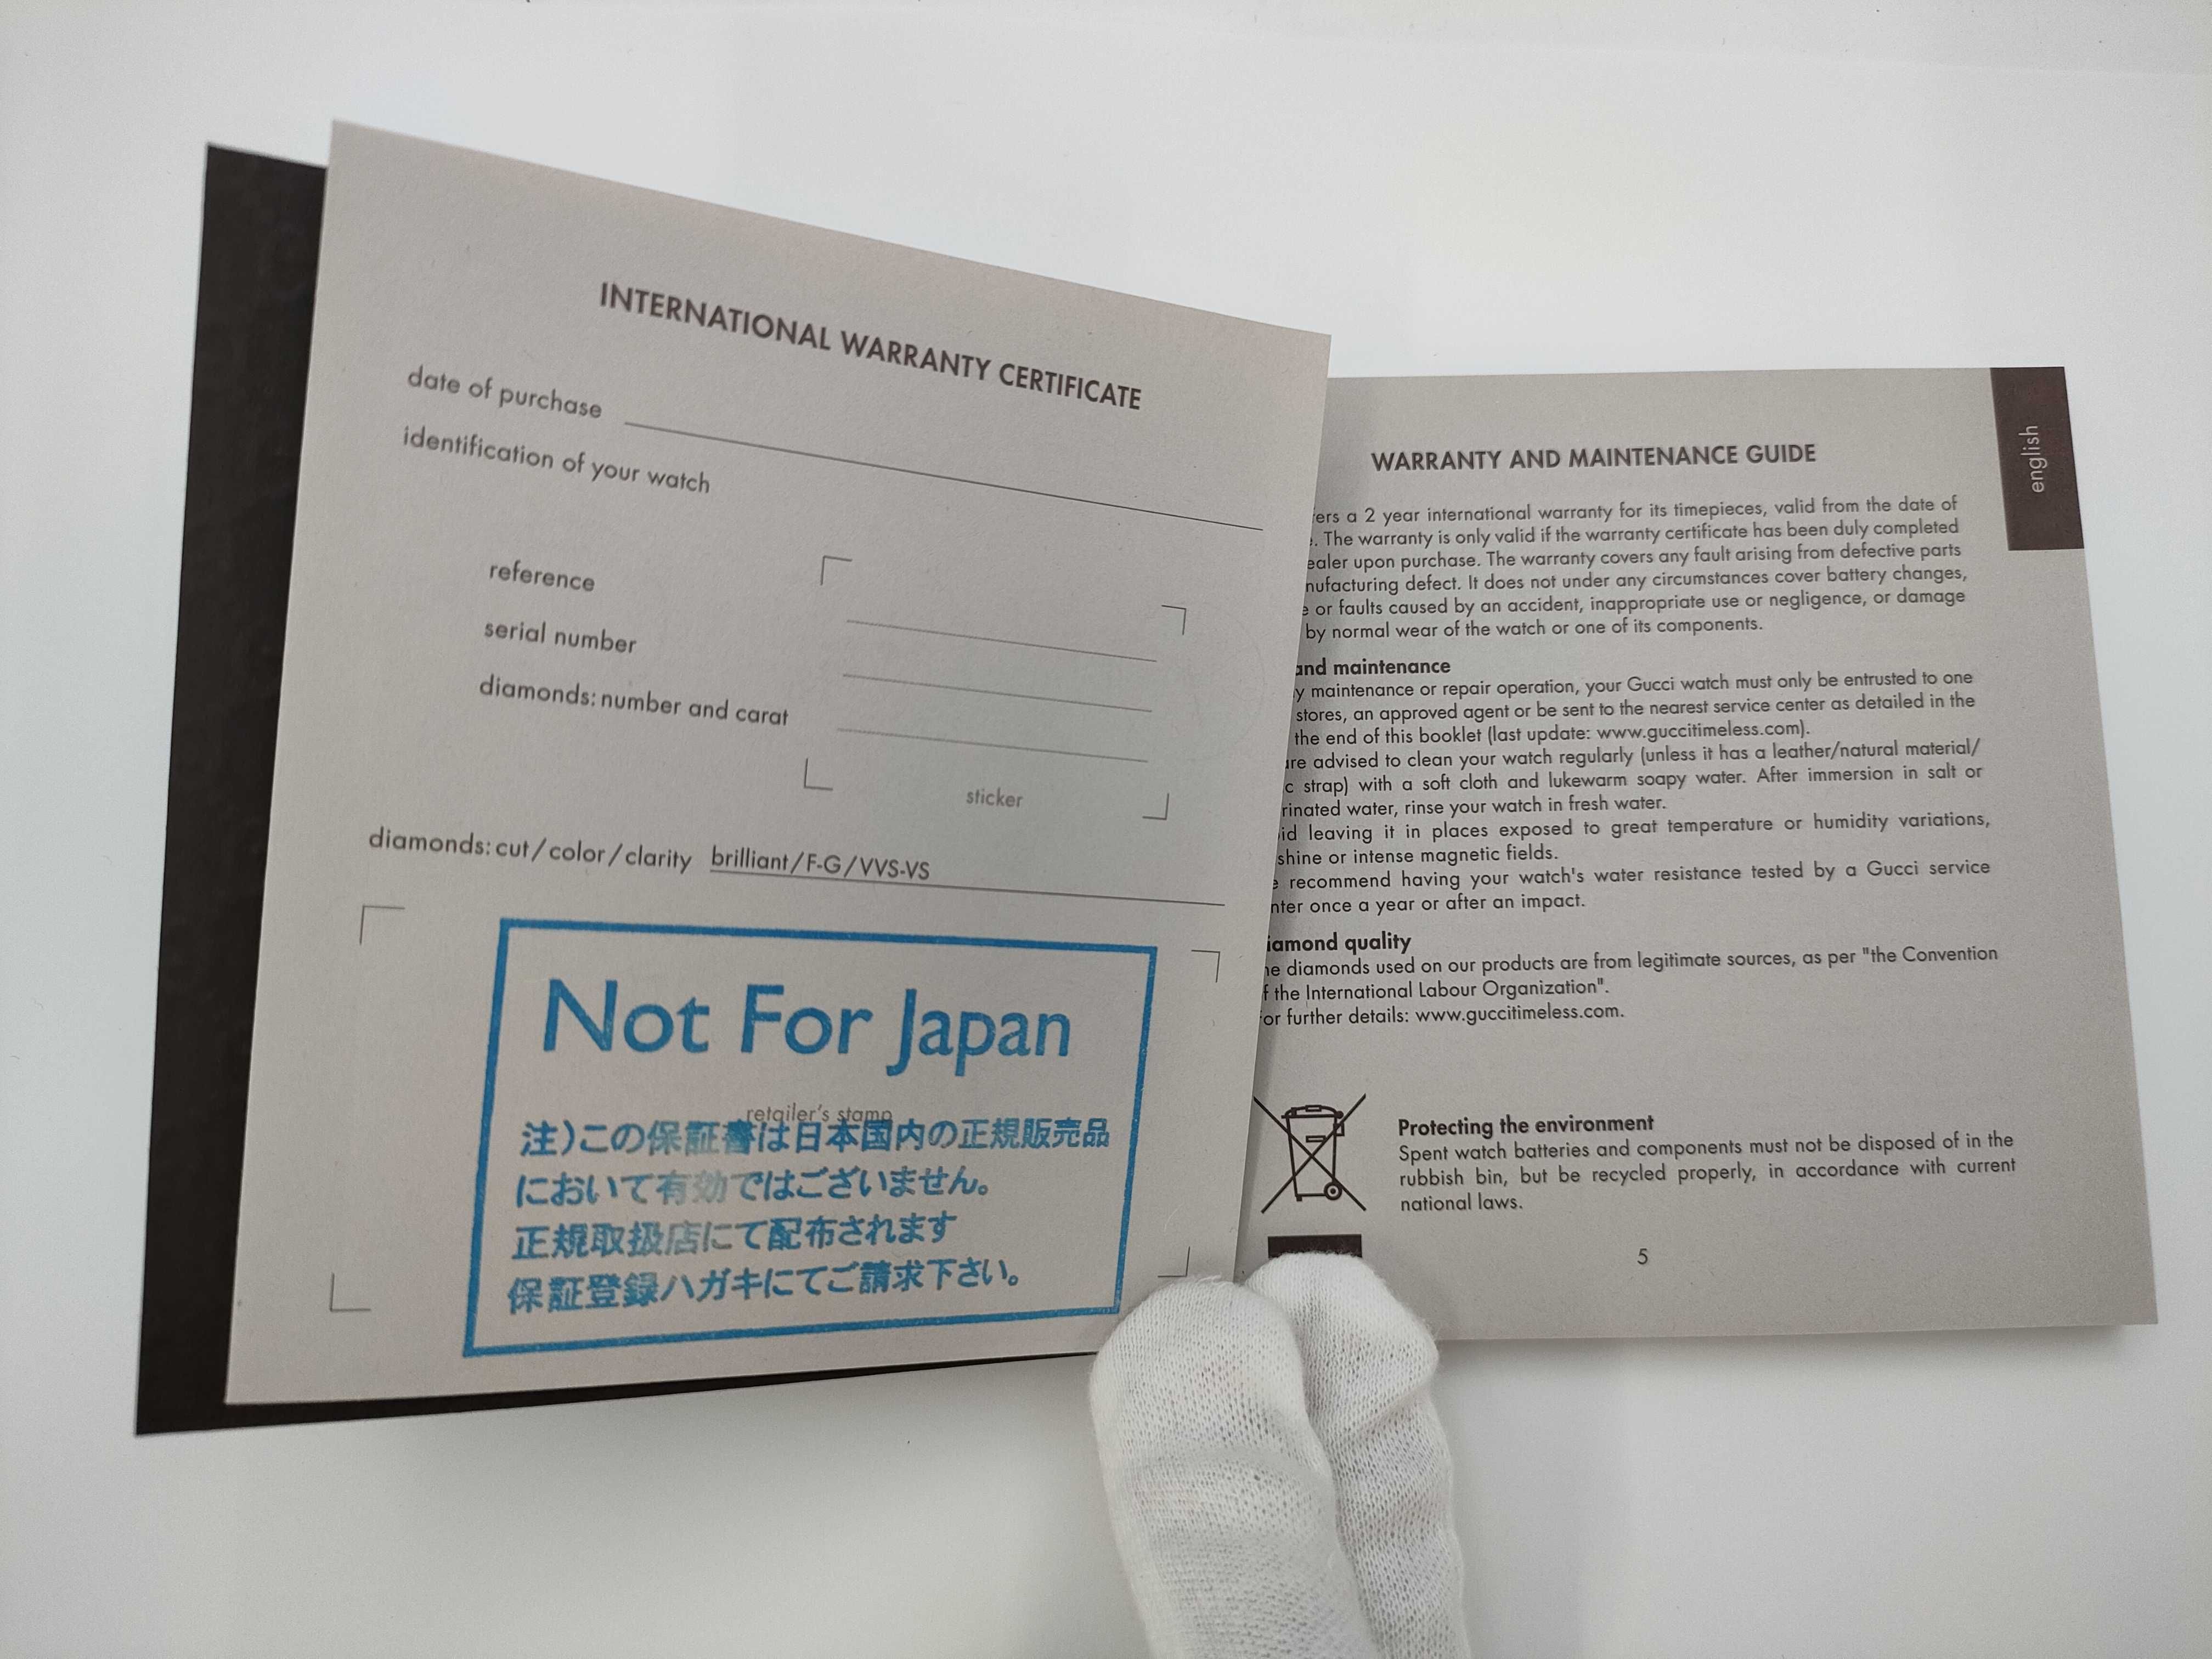 INTERNATIONAL WARRANTY CERTIFICATE
date of purchase
identification of your watch
reference
serial number
diamonds: number and carat
sticker
diamonds: cut/color/clarity brilliant/F-G/VVS-VS
Not For Japan
retailer's stamp
注)この保証書は日本国内の正規販売品
において有効ではございません。
正規取扱店にて配布されます
保証登録ハガキにてご請求下さい。
english
WARRANTY AND MAINTENANCE GUIDE
a 2 year international warranty for its timepieces, valid from the date of
. The warranty is only valid if the warranty certificate has been duly completed
upon purchase. The warranty covers any fault arising from defective parts
defect. It does not under any circumstances cover battery changes,
or faults caused by an accident, inappropriate use or negligence, or damage
by normal wear of the watch or one of its components.
and maintenance
maintenance or repair operation, your Gucci watch must only be entrusted to one
stores, an approved agent or be sent to the nearest service center as detailed in the
the end of this booklet (last update: www.guccitimeless.com).
are advised to clean your watch regularly (unless it has a leather/natural material/
strap) with a soft cloth and lukewarm soapy water. After immersion in salt or
water, rinse your watch in fresh water.
leaving it in places exposed to great temperature or humidity variations,
or intense magnetic fields.
recommend having your watch's water resistance tested by a Gucci service
once a year or after an impact.
diamond quality
diamonds used on our products are from legitimate sources, as per "the Convention
of the International Labour Organization".
for further details: www.guccitimeless.com.
Protecting the environment
Spent watch batteries and components must not be disposed of in the
rubbish bin, but be recycled properly, in accordance with current
national laws.
5